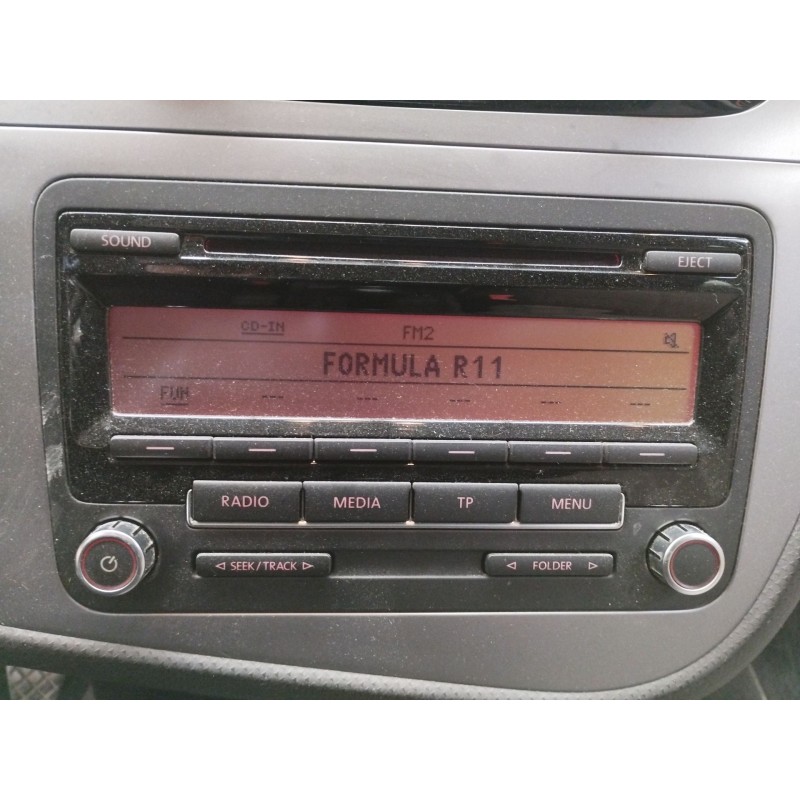 SOUND
EJECT
CD-IN FM2
FORMULA R11
FUN --- --- --- --- ---
RADIO MEDIA TP MENU
◁ SEEK/TRACK ▷ ◁ FOLDER ▷